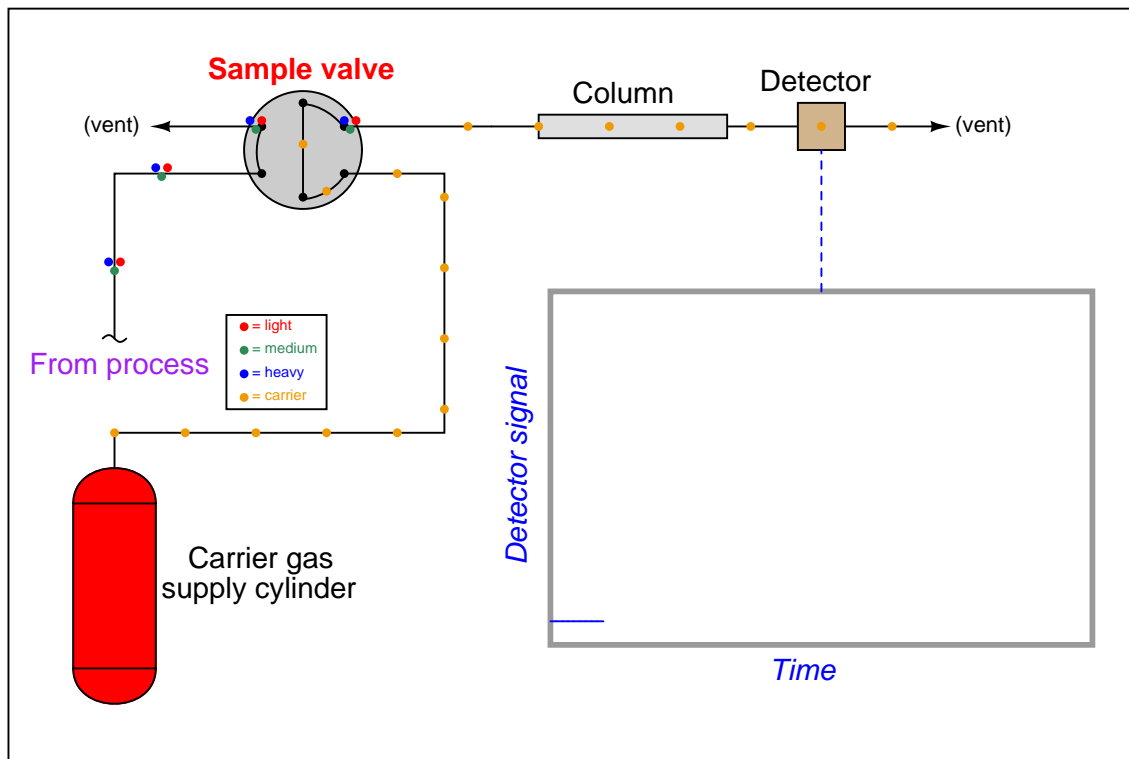 Sample valve
Column
Detector
(vent)
(vent)
= light
= medium
= heavy
= carrier
From process
Carrier gas
supply cylinder
Detector signal
Time